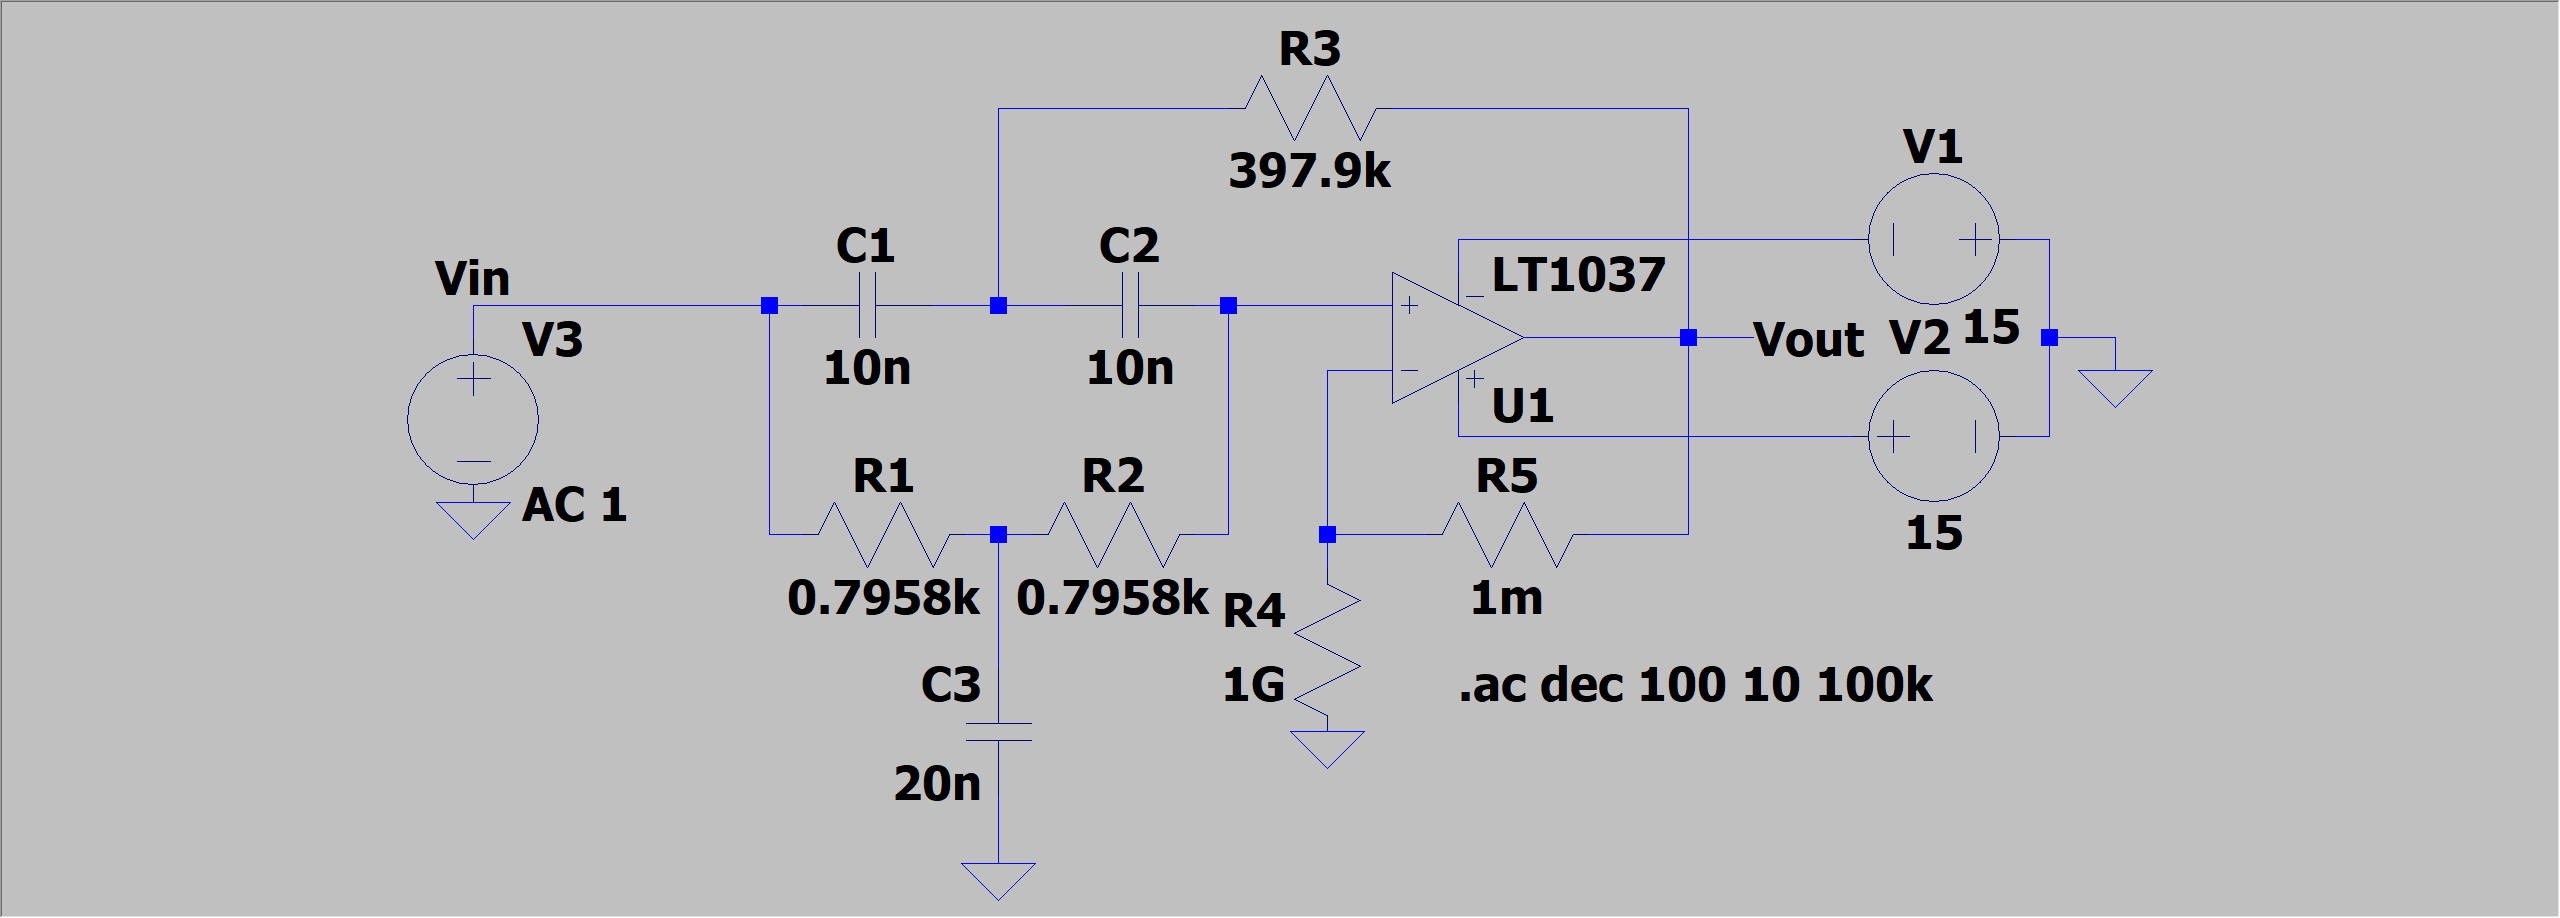 R3
397.9k
V1
C1
C2
Vin
LT1037
V3
10n
10n
Vout
V2
15
U1
R1
R2
R5
AC 1
15
0.7958k
0.7958k
R4
1m
C3
1G
.ac dec 100 10 100k
20n